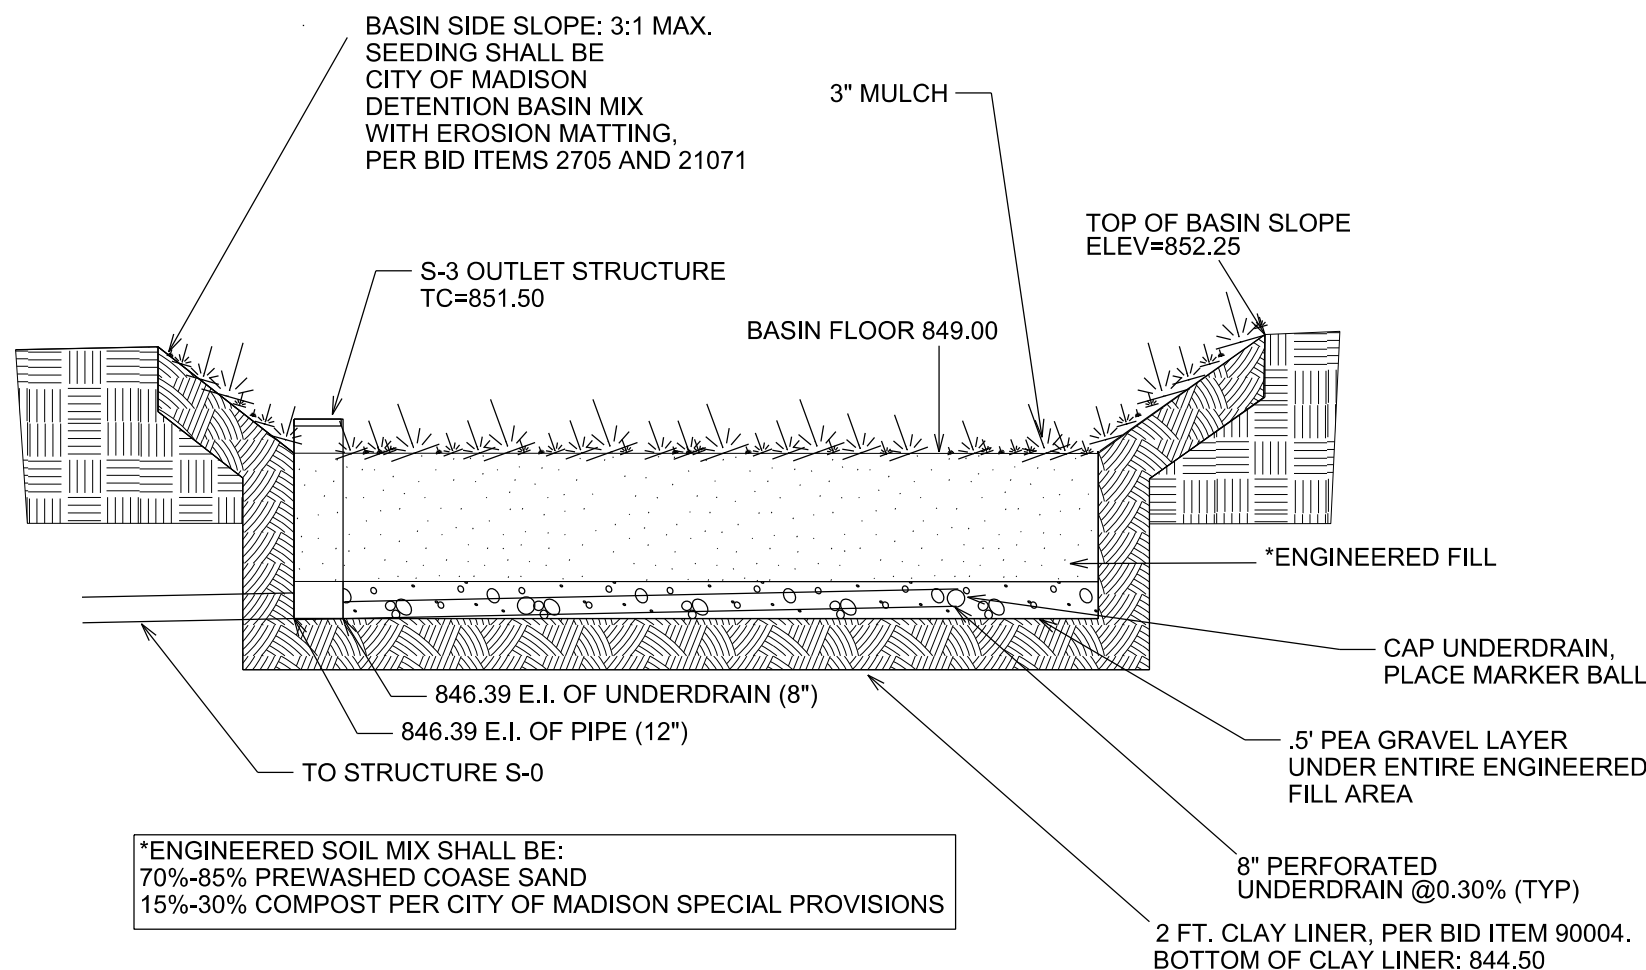 BASIN SIDE SLOPE: 3:1 MAX.
SEEDING SHALL BE
CITY OF MADISON
DETENTION BASIN MIX
WITH EROSION MATTING,
PER BID ITEMS 2705 AND 21071
3" MULCH
TOP OF BASIN SLOPE
ELEV=852.25
S-3 OUTLET STRUCTURE
TC=851.50
BASIN FLOOR 849.00
*ENGINEERED FILL
CAP UNDERDRAIN,
PLACE MARKER BALL
846.39 E.I. OF UNDERDRAIN (8")
846.39 E.I. OF PIPE (12")
.5' PEA GRAVEL LAYER
UNDER ENTIRE ENGINEERED
FILL AREA
TO STRUCTURE S-0
*ENGINEERED SOIL MIX SHALL BE:
70%-85% PREWASHED COASE SAND
15%-30% COMPOST PER CITY OF MADISON SPECIAL PROVISIONS
8" PERFORATED
UNDERDRAIN @0.30% (TYP)
2 FT. CLAY LINER, PER BID ITEM 90004.
BOTTOM OF CLAY LINER: 844.50